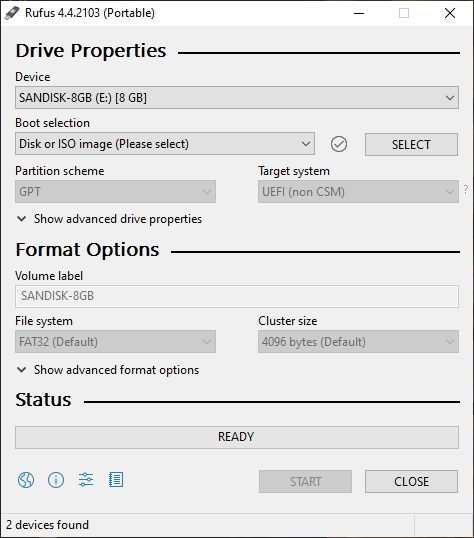 Rufus 4.4.2103 (Portable)
Drive Properties
Device
SANDISK-8GB (E:) [8 GB]
Boot selection
Disk or ISO image (Please select)
SELECT
Partition scheme
Target system
GPT
UEFI (non CSM)
?
Show advanced drive properties
Format Options
Volume label
SANDISK-8GB
File system
Cluster size
FAT32 (Default)
4096 bytes (Default)
Show advanced format options
Status
READY
START
CLOSE
2 devices found